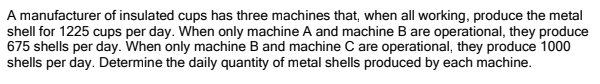 A manufacturer of insulated cups has three machines that, when all working, produce the metal
shell for 1225 cups per day. When only machine A and machine B are operational, they produce
675 shells per day. When only machine B and machine C are operational, they produce 1000
shells per day. Determine the daily quantity of metal shells produced by each machine.